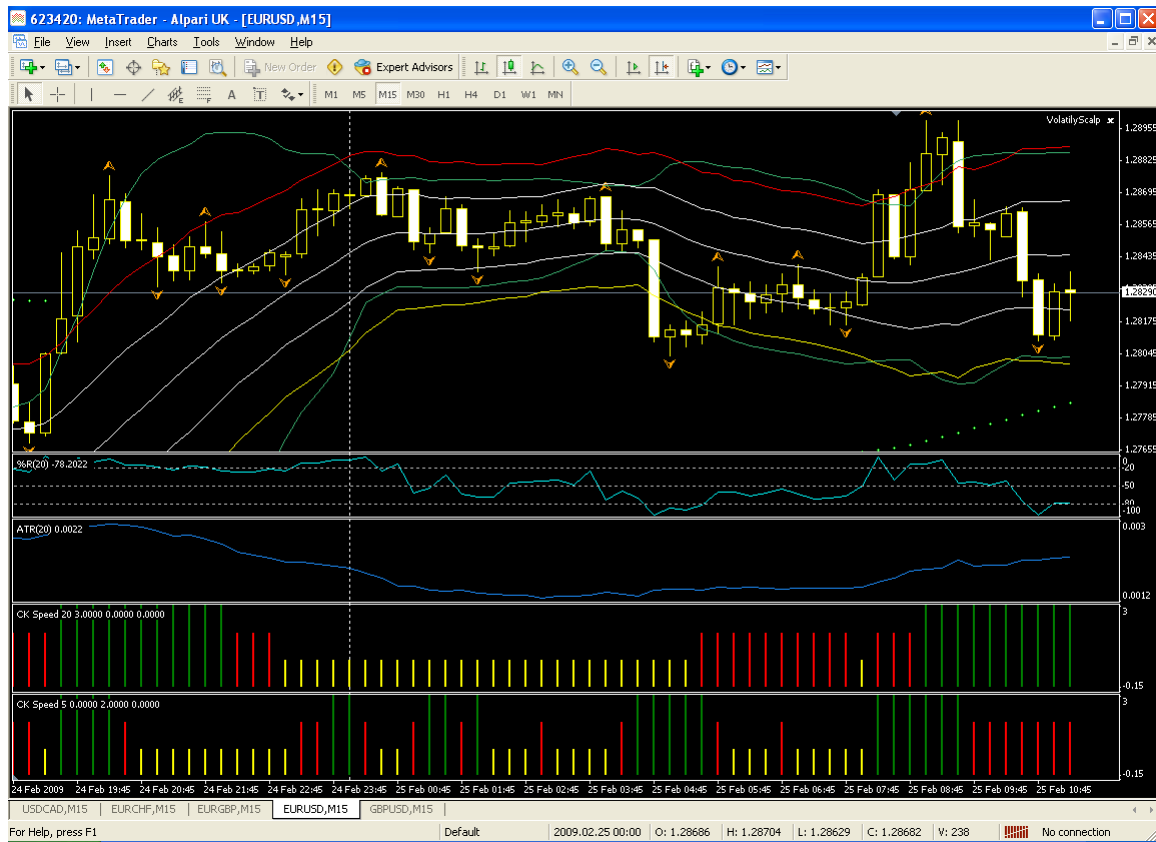 623420: MetaTrader - Alpari UK - [EURUSD,M15]
File View Insert Charts Tools Window Help
New Order Expert Advisors
A T M1 M5 M15 M30 H1 H4 D1 W1 MN
VolatilyScalp x
1.28955
1.28825
1.28695
1.28565
1.28435
1.28290
1.28175
1.28045
1.27915
1.27785
1.27655
%R(20) -78.2022
0
-20
-50
-80
-100
ATR(20) 0.0022
0.003
0.0012
CK Speed 20 3.0000 0.0000 0.0000
3
-0.15
CK Speed 5 0.0000 2.0000 0.0000
3
-0.15
24 Feb 2009 24 Feb 19:45 24 Feb 20:45 24 Feb 21:45 24 Feb 22:45 24 Feb 23:45 25 Feb 00:45 25 Feb 01:45 25 Feb 02:45 25 Feb 03:45 25 Feb 04:45 25 Feb 05:45 25 Feb 06:45 25 Feb 07:45 25 Feb 08:45 25 Feb 09:45 25 Feb 10:45
USDCAD,M15 EURCHF,M15 EURGBP,M15 EURUSD,M15 GBPUSD,M15
For Help, press F1 Default 2009.02.25 00:00 O: 1.28686 H: 1.28704 L: 1.28629 C: 1.28682 V: 238 No connection